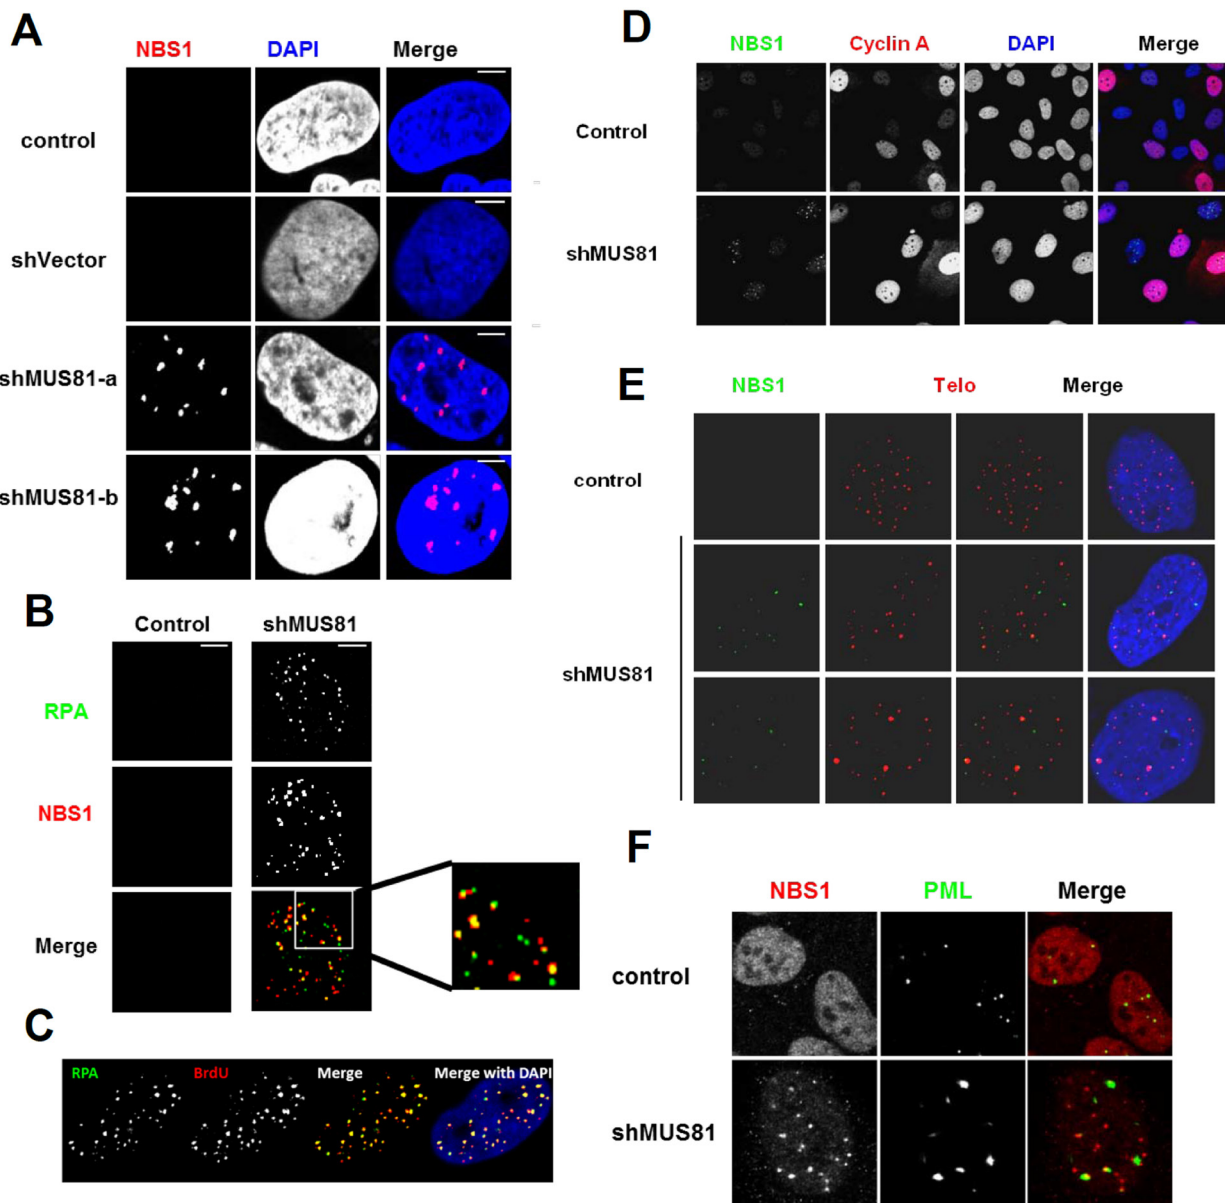 A
NBS1 DAPI Merge
control
shVector
shMUS81-a
shMUS81-b
B
Control shMUS81
RPA
NBS1
Merge
C
RPA BrdU Merge Merge with DAPI
D
NBS1 Cyclin A DAPI Merge
Control
shMUS81
E
NBS1 Telo Merge
control
shMUS81
F
NBS1 PML Merge
control
shMUS81